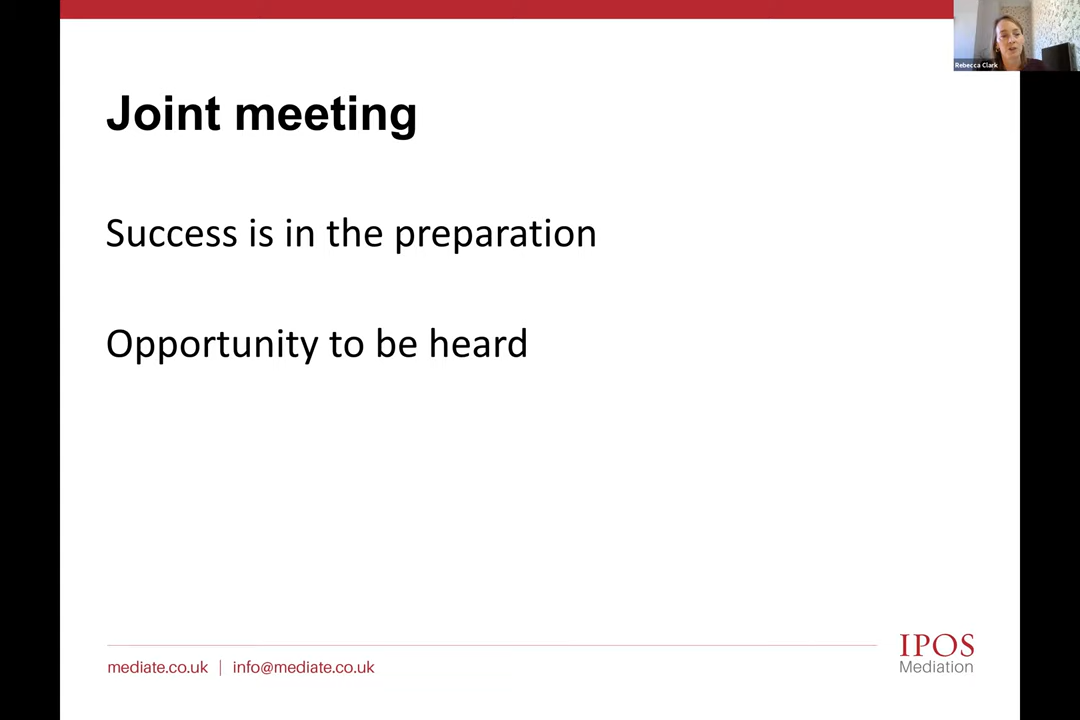 Rebecca Clark
Joint meeting
Success is in the preparation
Opportunity to be heard
mediate.co.uk | info@mediate.co.uk
IPOS
Mediation